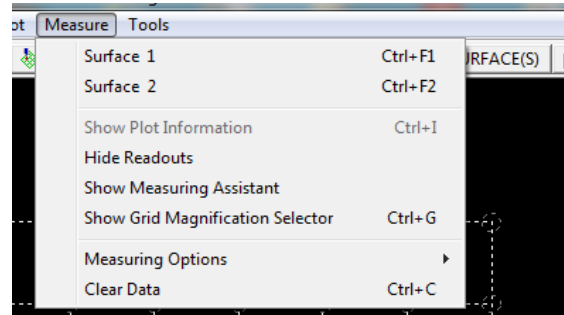 ot Measure Tools
Surface 1 Ctrl+F1
RFACE(S)
Surface 2 Ctrl+F2
Show Plot Information Ctrl+I
Hide Readouts
Show Measuring Assistant
Show Grid Magnification Selector Ctrl+G
Measuring Options
Clear Data Ctrl+C